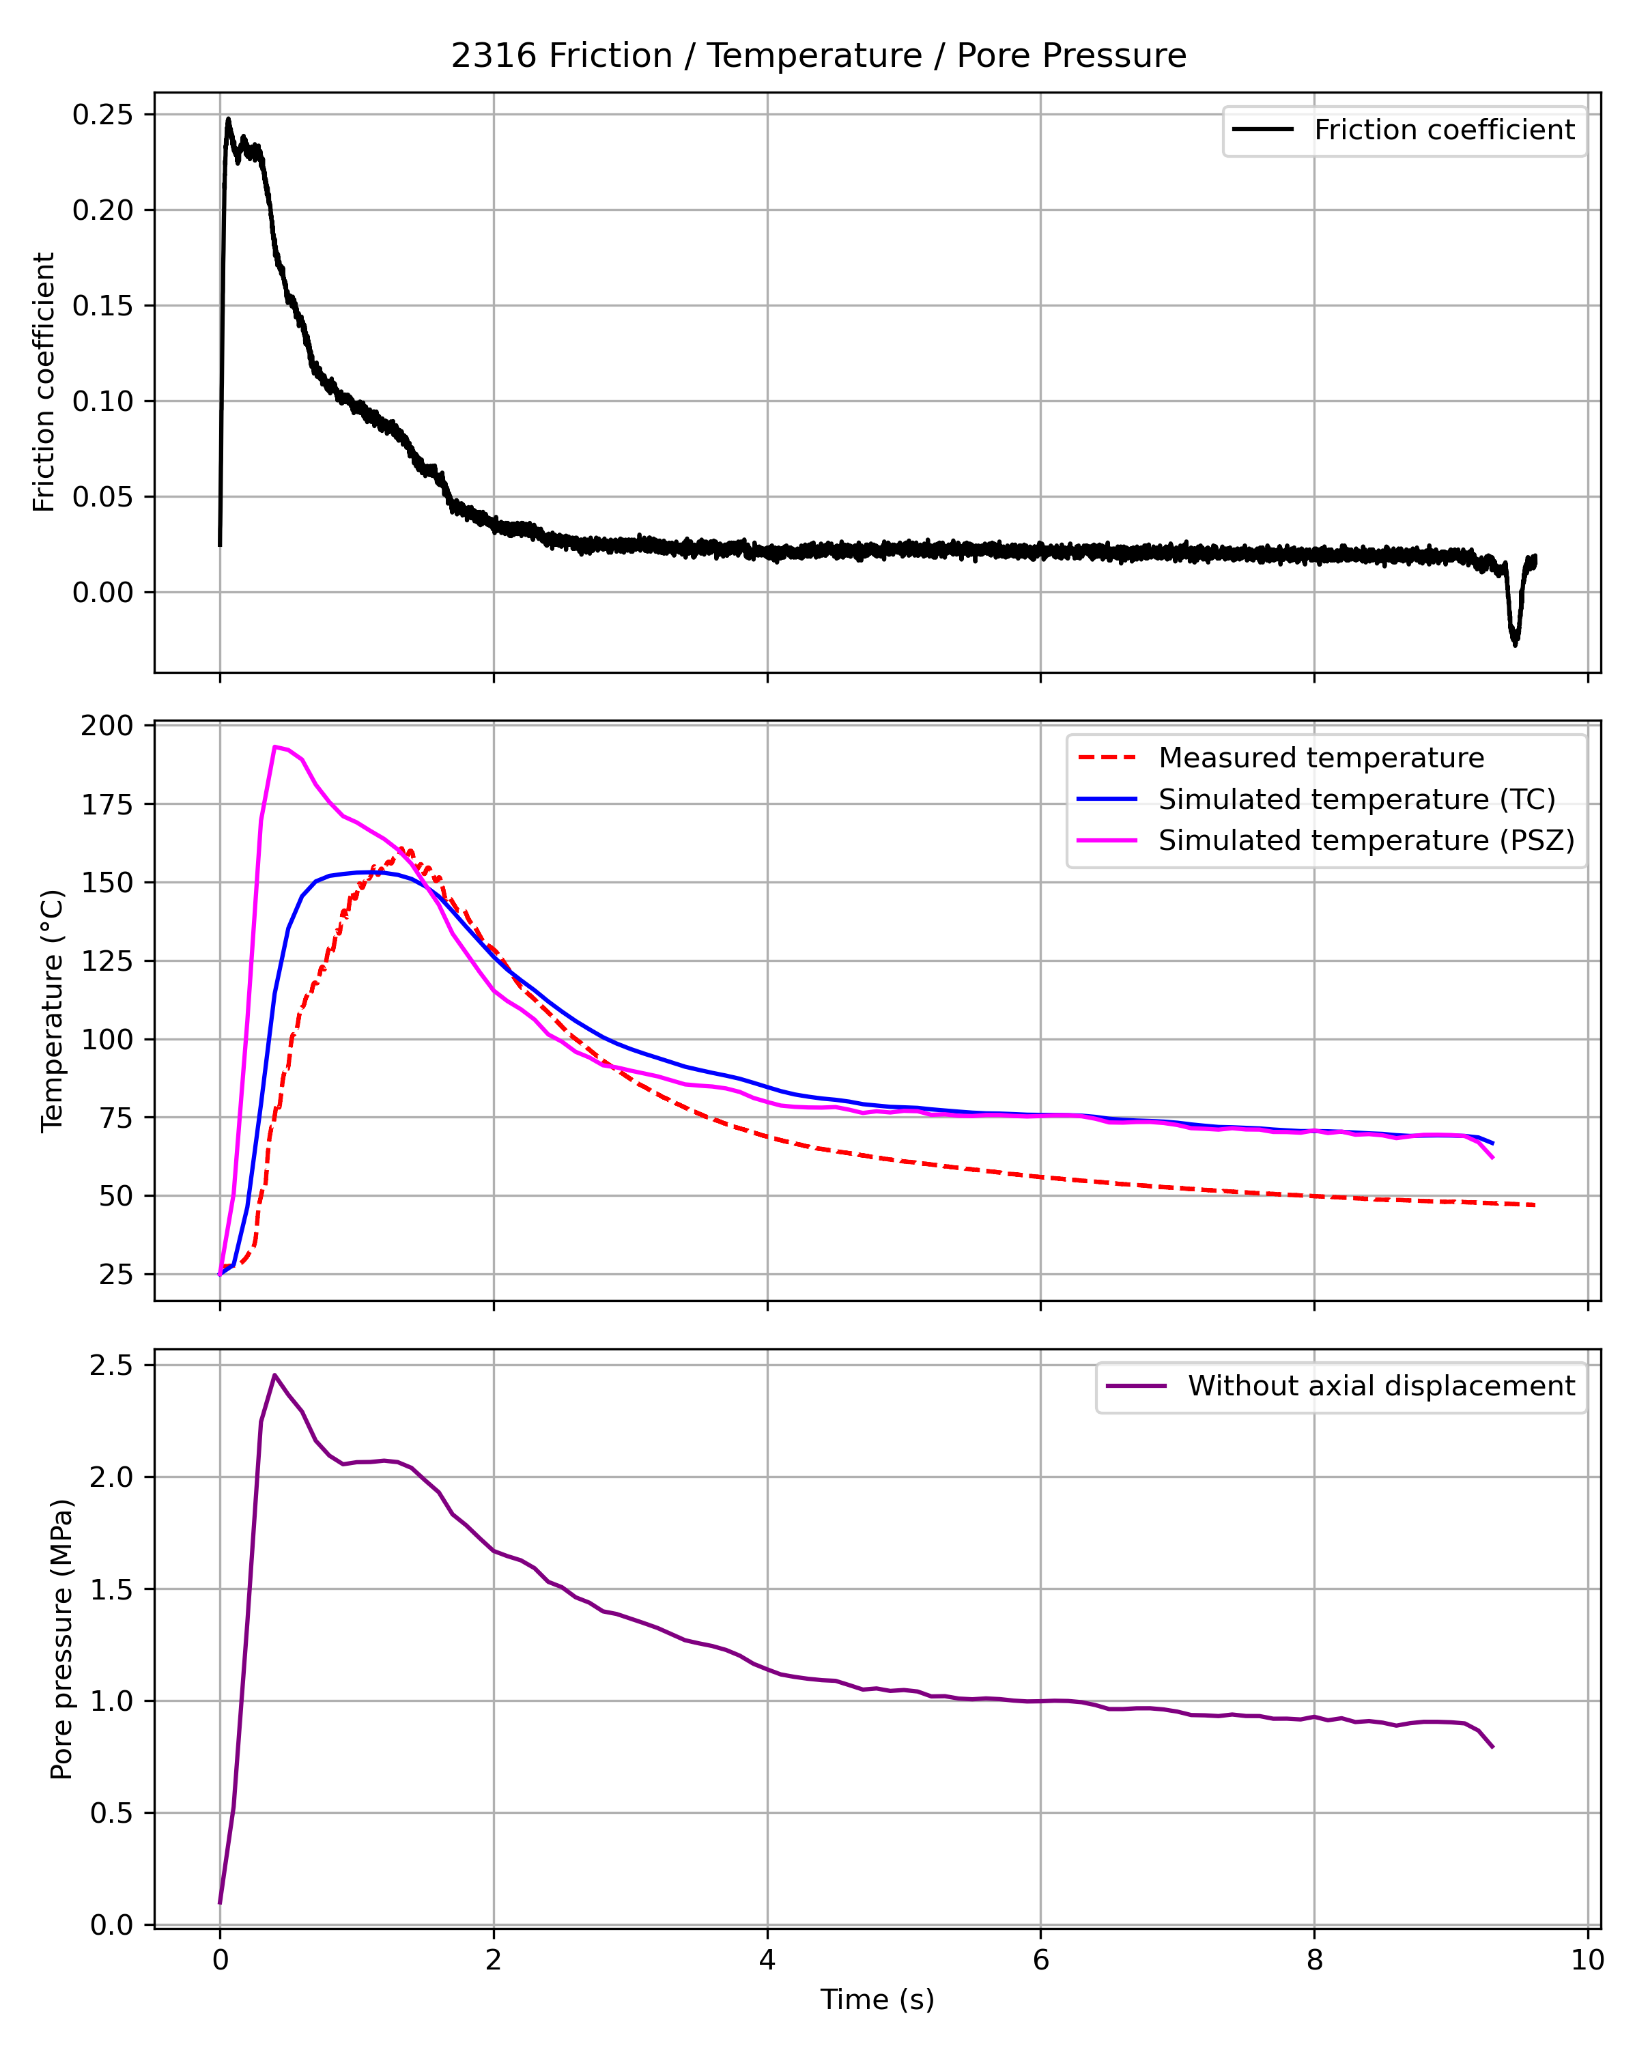 2316 Friction / Temperature / Pore Pressure
Friction coefficient
0.25
0.20
0.15
0.10
0.05
0.00
Friction coefficient
Temperature (°C)
200
175
150
125
100
75
50
25
Measured temperature
Simulated temperature (TC)
Simulated temperature (PSZ)
Pore pressure (MPa)
2.5
2.0
1.5
1.0
0.5
0.0
Without axial displacement
0 2 4 6 8 10
Time (s)